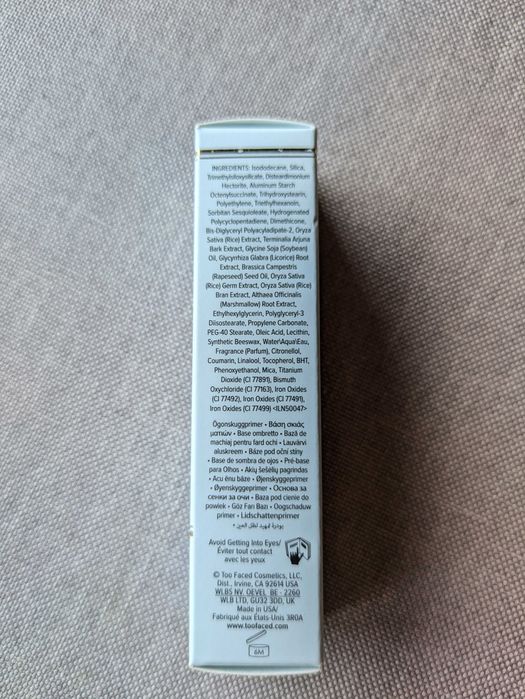 INGREDIENTS: Isododecane, Silica,
Trimethylsiloxysilicate, Disteardimonium
Hectorite, Aluminum Starch
Octenylsuccinate, Trihydroxystearin,
Polyethylene, Triethylhexanoin,
Sorbitan Sesquioleate, Hydrogenated
Polycyclopentadiene, Dimethicone,
Bis-Diglyceryl Polyacyladipate-2, Oryza
Sativa (Rice) Extract, Terminalia Arjuna
Bark Extract, Glycine Soja (Soybean)
Oil, Glycyrrhiza Glabra (Licorice) Root
Extract, Brassica Campestris
(Rapeseed) Seed Oil, Oryza Sativa
(Rice) Germ Extract, Oryza Sativa (Rice)
Bran Extract, Althaea Officinalis
(Marshmallow) Root Extract,
Ethylhexylglycerin, Polyglyceryl-3
Diisostearate, Propylene Carbonate,
PEG-40 Stearate, Oleic Acid, Lecithin,
Synthetic Beeswax, Water\Aqua\Eau,
Fragrance (Parfum), Citronellol,
Coumarin, Linalool, Tocopherol, BHT,
Phenoxyethanol, Mica, Titanium
Dioxide (CI 77891), Bismuth
Oxychloride (CI 77163), Iron Oxides
(CI 77492), Iron Oxides (CI 77491),
Iron Oxides (CI 77499) <ILN50047>
Ögonskuggprimer • Βάση σκιάς
ματιών • Base ombretto • Bază de
machiaj pentru fard ochi • Lauvärvi
aluskreem • Báze pod oční stíny
• Base de sombra de ojos • Pré-base
para Olhos • Akių šešėlių pagrindas
• Acu ēnu bāze • Øjenskyggeprimer
• Øyenskyggeprimer • Основа за
сенки за очи • Baza pod cienie do
powiek • Göz Farı Bazı • Oogschaduw
primer • Lidschattenprimer
• بودرة تمهيد لظل العين
Avoid Getting Into Eyes/
Éviter tout contact
avec les yeux
© Too Faced Cosmetics, LLC,
Dist., Irvine, CA 92614 USA
WLBS NV. OEVEL BE - 2260
WLB LTD, GU32 3DD, UK
Made in USA/
Fabriqué aux États-Unis 3R0A
www.toofaced.com
6M